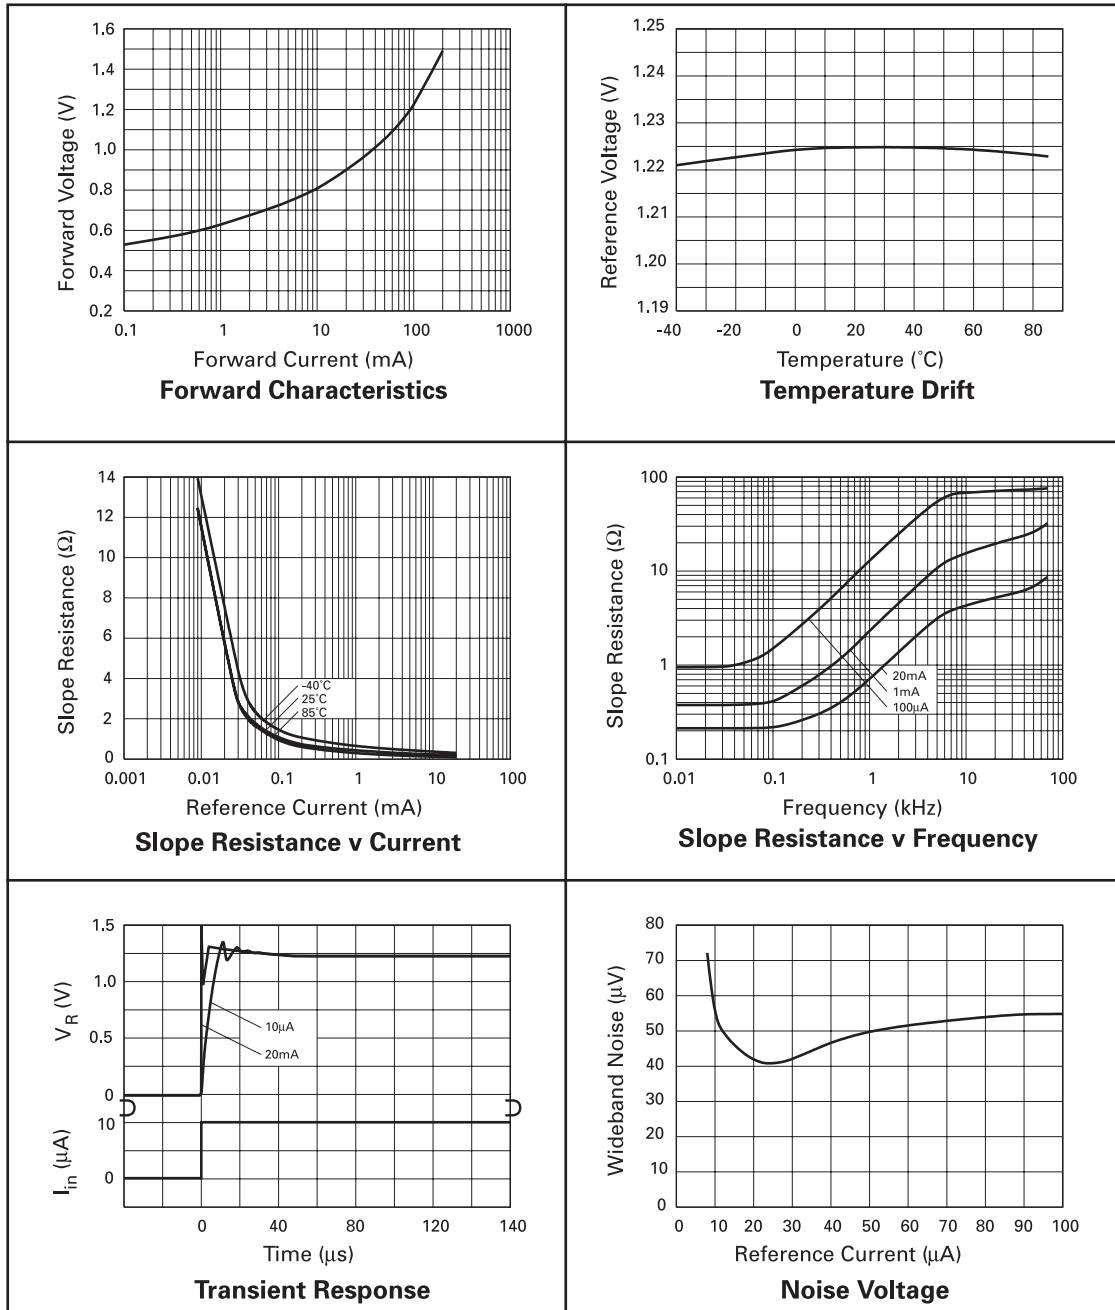 1.6
1.4
1.2
1.0
0.8
0.6
0.4
0.2
Forward Voltage (V)
0.1 1 10 100 1000
Forward Current (mA)
Forward Characteristics
1.25
1.24
1.23
1.22
1.21
1.20
1.19
Reference Voltage (V)
-40 -20 0 20 40 60 80
Temperature (˚C)
Temperature Drift
14
12
10
8
6
4
2
0
Slope Resistance (Ω)
-40˚C
25˚C
85˚C
0.001 0.01 0.1 1 10 100
Reference Current (mA)
Slope Resistance v Current
100
10
1
0.1
Slope Resistance (Ω)
20mA
1mA
100µA
0.01 0.1 1 10 100
Frequency (kHz)
Slope Resistance v Frequency
1.5
1.0
0.5
0
VR (V)
10µA
20mA
10
0
Iin (µA)
0 40 80 120 140
Time (µs)
Transient Response
80
70
60
50
40
30
20
10
0
Wideband Noise (µV)
0 10 20 30 40 50 60 70 80 90 100
Reference Current (µA)
Noise Voltage